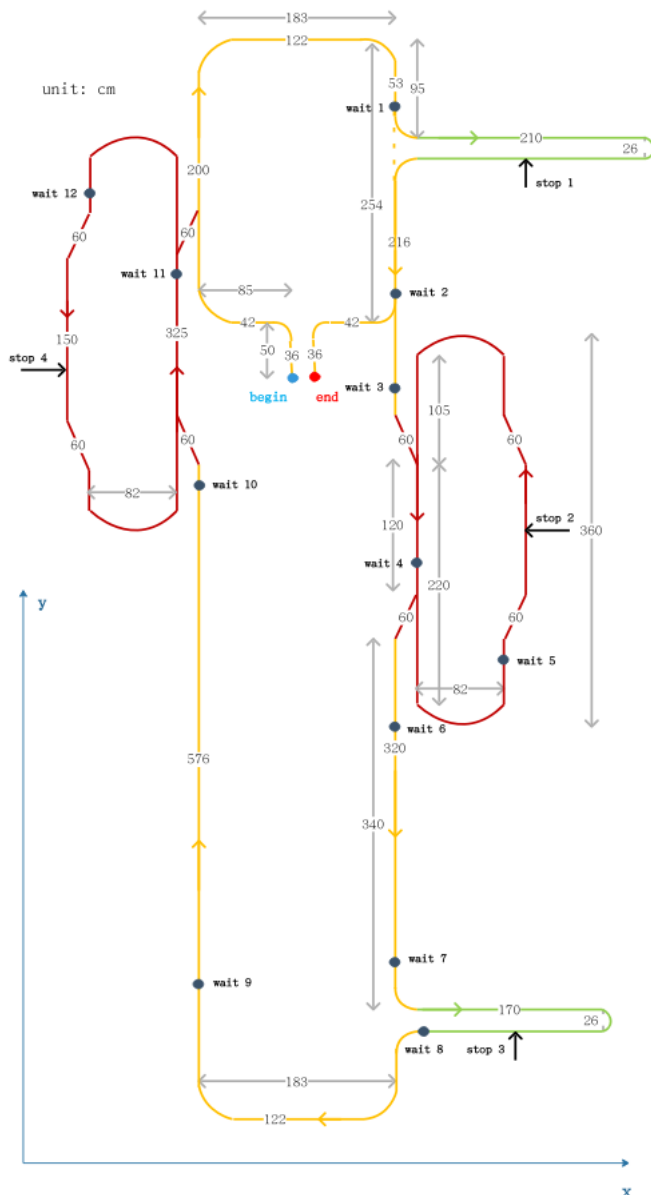 183
122
unit: cm
53
95
wait 1
210
26
stop 1
200
wait 12
60
60
254
216
wait 11
85
wait 2
42
42
150
325
50
36
36
stop 4
begin
end
wait 3
105
60
60
60
60
82
wait 10
120
stop 2
360
wait 4
220
y
60
60
wait 5
82
wait 6
320
576
340
wait 7
wait 9
170
26
wait 8
stop 3
183
122
x